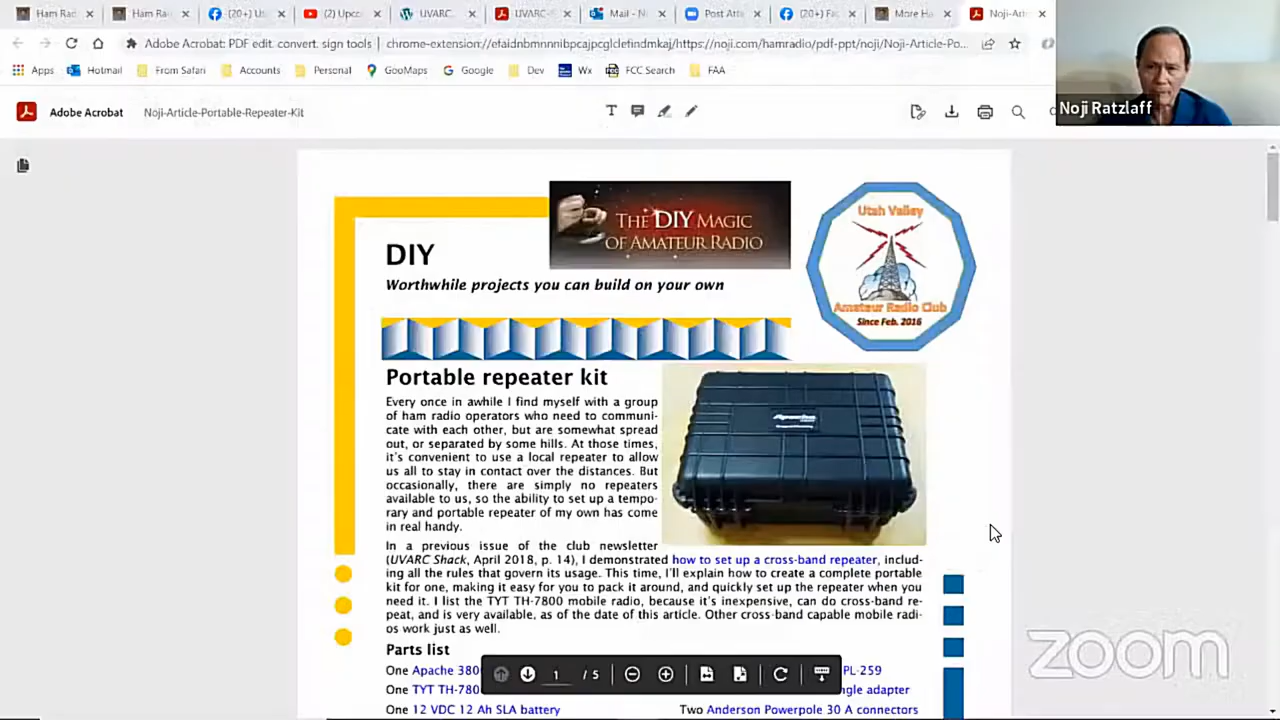 Ham Rad
Ham Ra
(20+) U
(2) Upc
UVARC
UVARC-
Mail - N
Post Att
(20+) Fa
More Ha
Noji-Art
Adobe Acrobat: PDF edit, convert, sign tools | chrome-extension://efaidnbmnnnibpcajpcglclefindmkaj/https://noji.com/hamradio/pdf-ppt/noji/Noji-Article-Po...
Apps Hotmail From Safari Accounts Personal GooMaps Google Dev Wx FCC Search FAA
Noji Ratzlaff
Adobe Acrobat Noji-Article-Portable-Repeater-Kit
THE DIY MAGIC
OF AMATEUR RADIO
Utah Valley
Amateur Radio Club
Since Feb. 2016
DIY
Worthwhile projects you can build on your own
Portable repeater kit
Every once in awhile I find myself with a group
of ham radio operators who need to communi-
cate with each other, but are somewhat spread
out, or separated by some hills. At those times,
it's convenient to use a local repeater to allow
us all to stay in contact over the distances. But
occasionally, there are simply no repeaters
available to us, so the ability to set up a tempo-
rary and portable repeater of my own has come
in real handy.
In a previous issue of the club newsletter
(UVARC Shack, April 2018, p. 14), I demonstrated how to set up a cross-band repeater, includ-
ing all the rules that govern its usage. This time, I'll explain how to create a complete portable
kit for one, making it easy for you to pack it around, and quickly set up the repeater when you
need it. I list the TYT TH-7800 mobile radio, because it's inexpensive, can do cross-band re-
peat, and is very available, as of the date of this article. Other cross-band capable mobile radi-
os work just as well.
Parts list
One Apache 380
PL-259
One TYT TH-780
ngle adapter
One 12 VDC 12 Ah SLA battery
Two Anderson Powerpole 30 A connectors
1 / 5
zoom